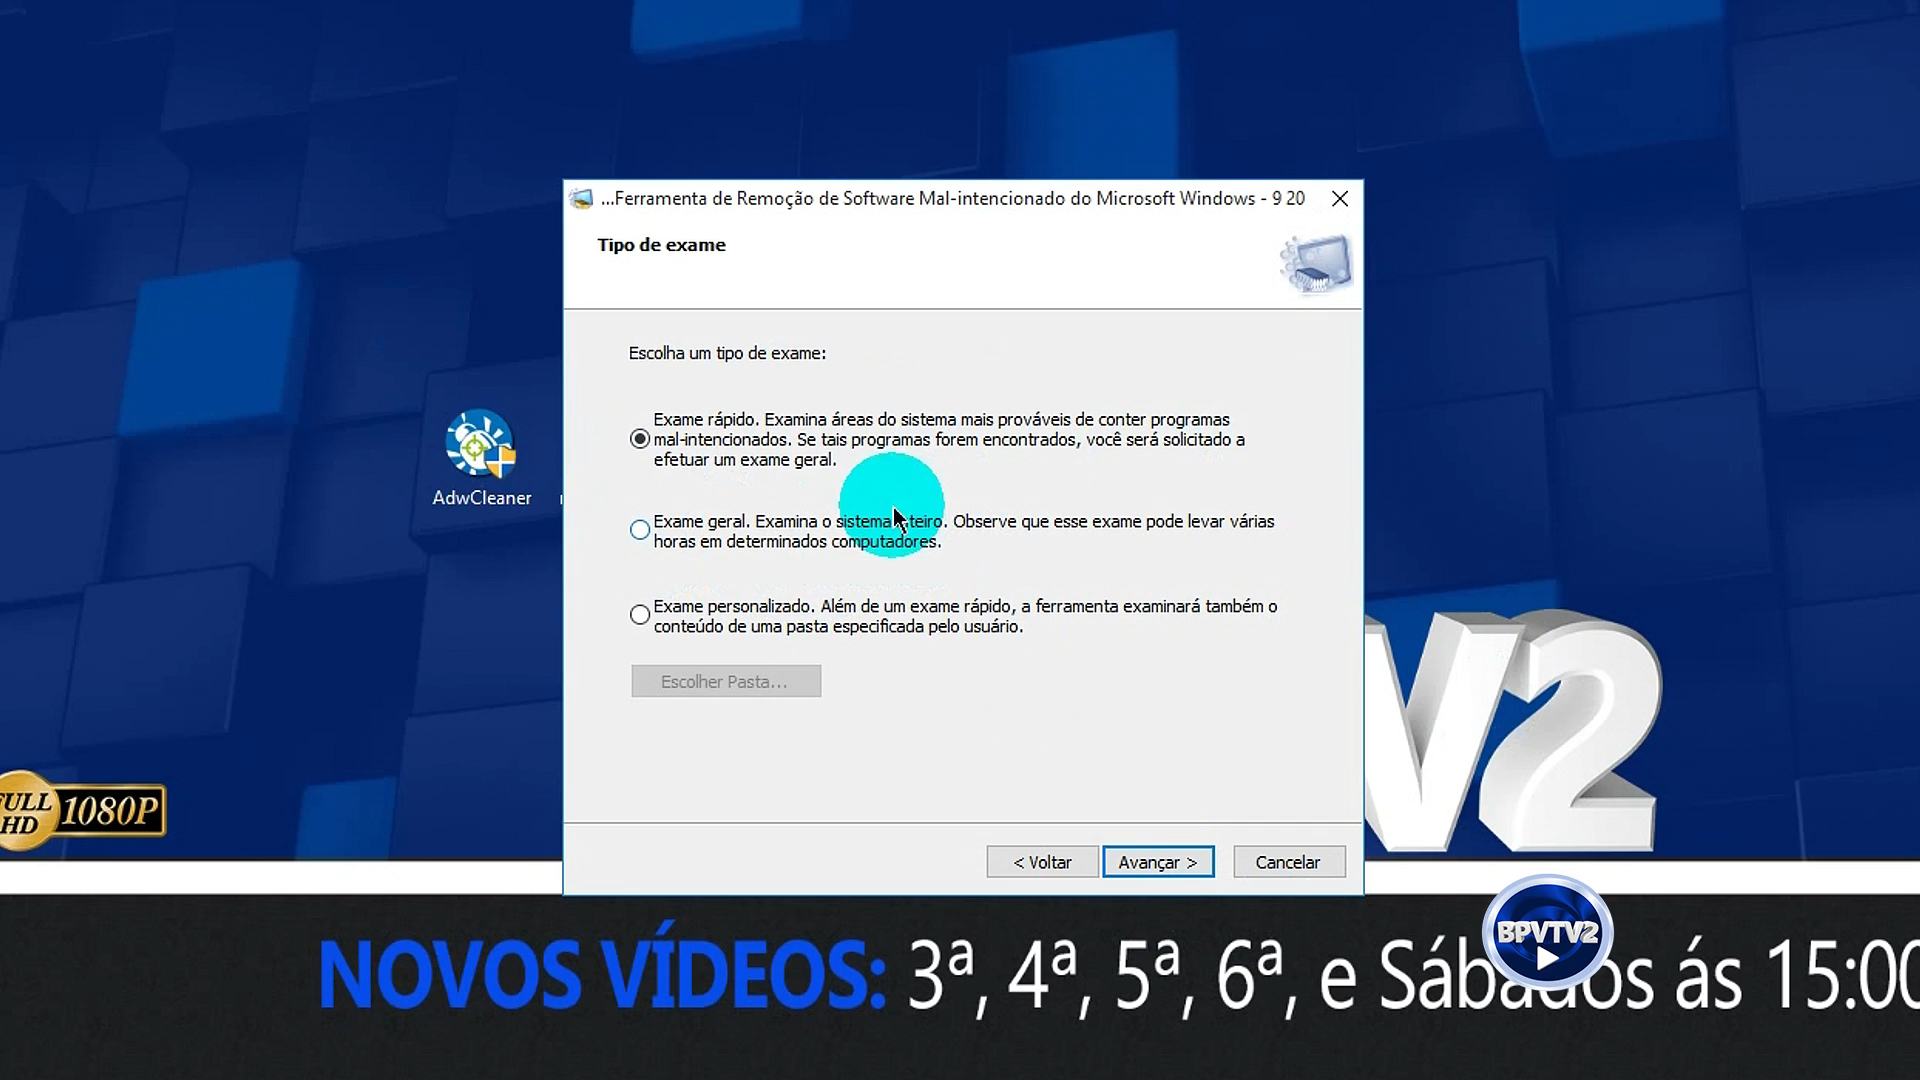 ...Ferramenta de Remoção de Software Mal-intencionado do Microsoft Windows - 9 20
Tipo de exame
Escolha um tipo de exame:
Exame rápido. Examina áreas do sistema mais prováveis de conter programas
mal-intencionados. Se tais programas forem encontrados, você será solicitado a
efetuar um exame geral.
AdwCleaner
Exame geral. Examina o sistema inteiro. Observe que esse exame pode levar várias
horas em determinados computadores.
Exame personalizado. Além de um exame rápido, a ferramenta examinará também o
conteúdo de uma pasta especificada pelo usuário.
Escolher Pasta...
V2
FULL
HD
1080P
< Voltar
Avançar >
Cancelar
BPVTV2
NOVOS VÍDEOS: 3ª, 4ª, 5ª, 6ª, e Sábados ás 15:00